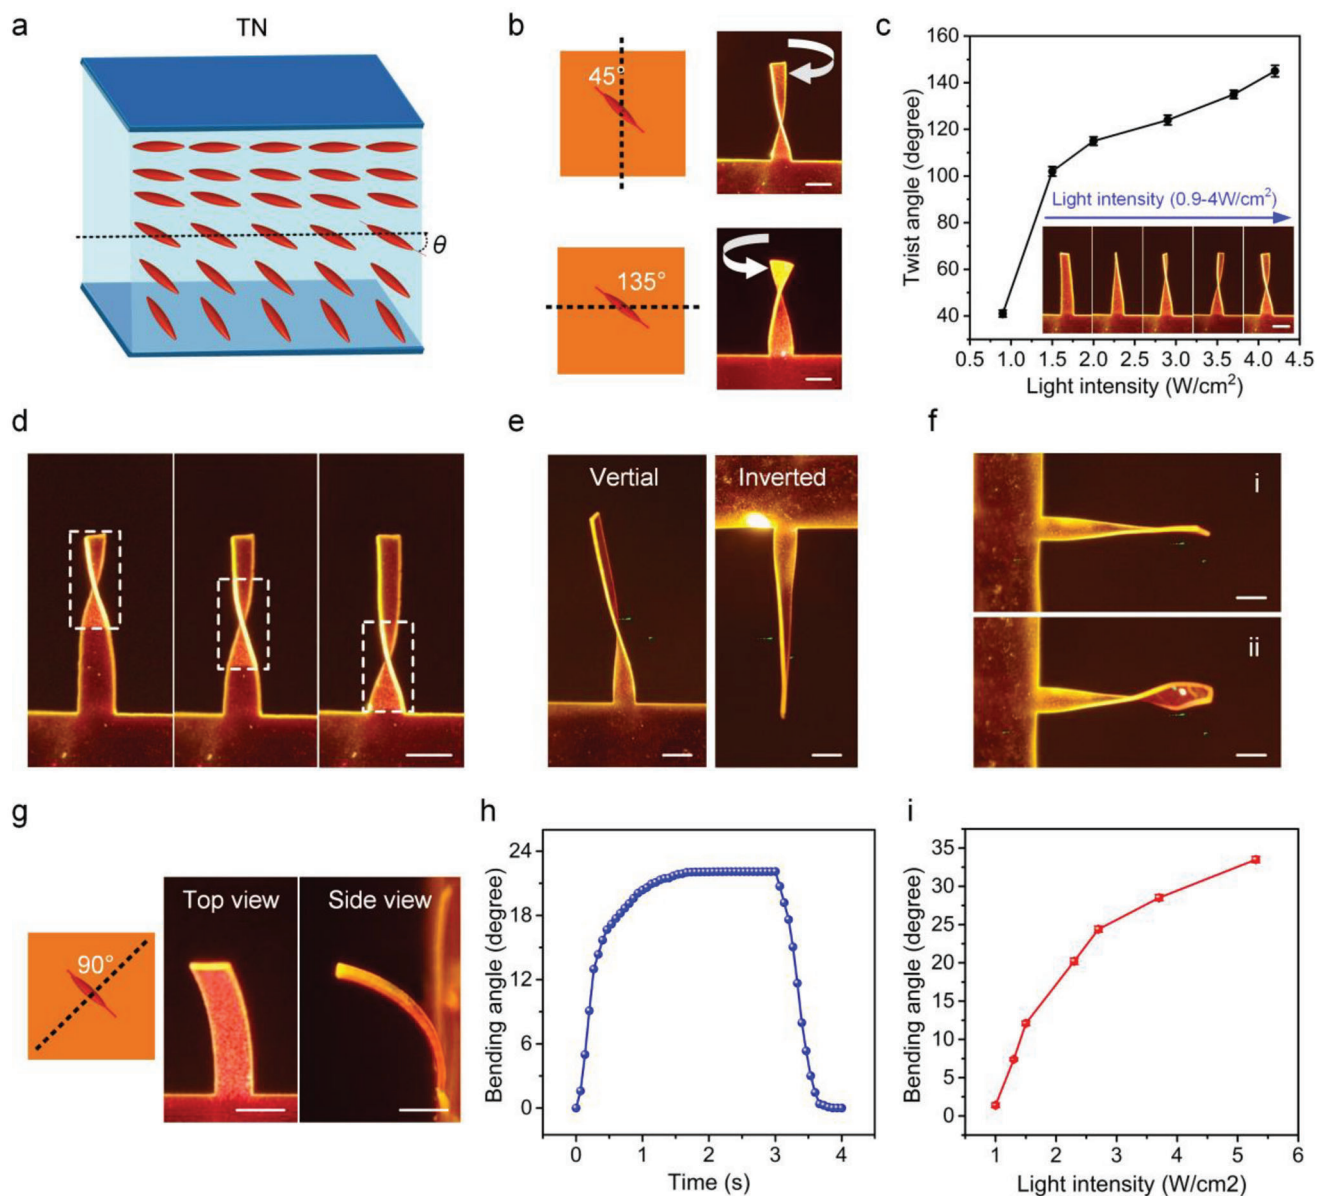 a
TN
θ
b
45°
135°
c
160
140
120
100
80
60
40
Twist angle (degree)
Light intensity (0.9-4W/cm²)
0.5 1.0 1.5 2.0 2.5 3.0 3.5 4.0 4.5
Light intensity (W/cm²)
d
e
Vertial
Inverted
f
i
ii
g
90°
Top view
Side view
h
24
18
12
6
0
Bending angle (degree)
0 1 2 3 4
Time (s)
i
35
30
25
20
15
10
5
0
Bending angle (degree)
1 2 3 4 5 6
Light intensity (W/cm2)